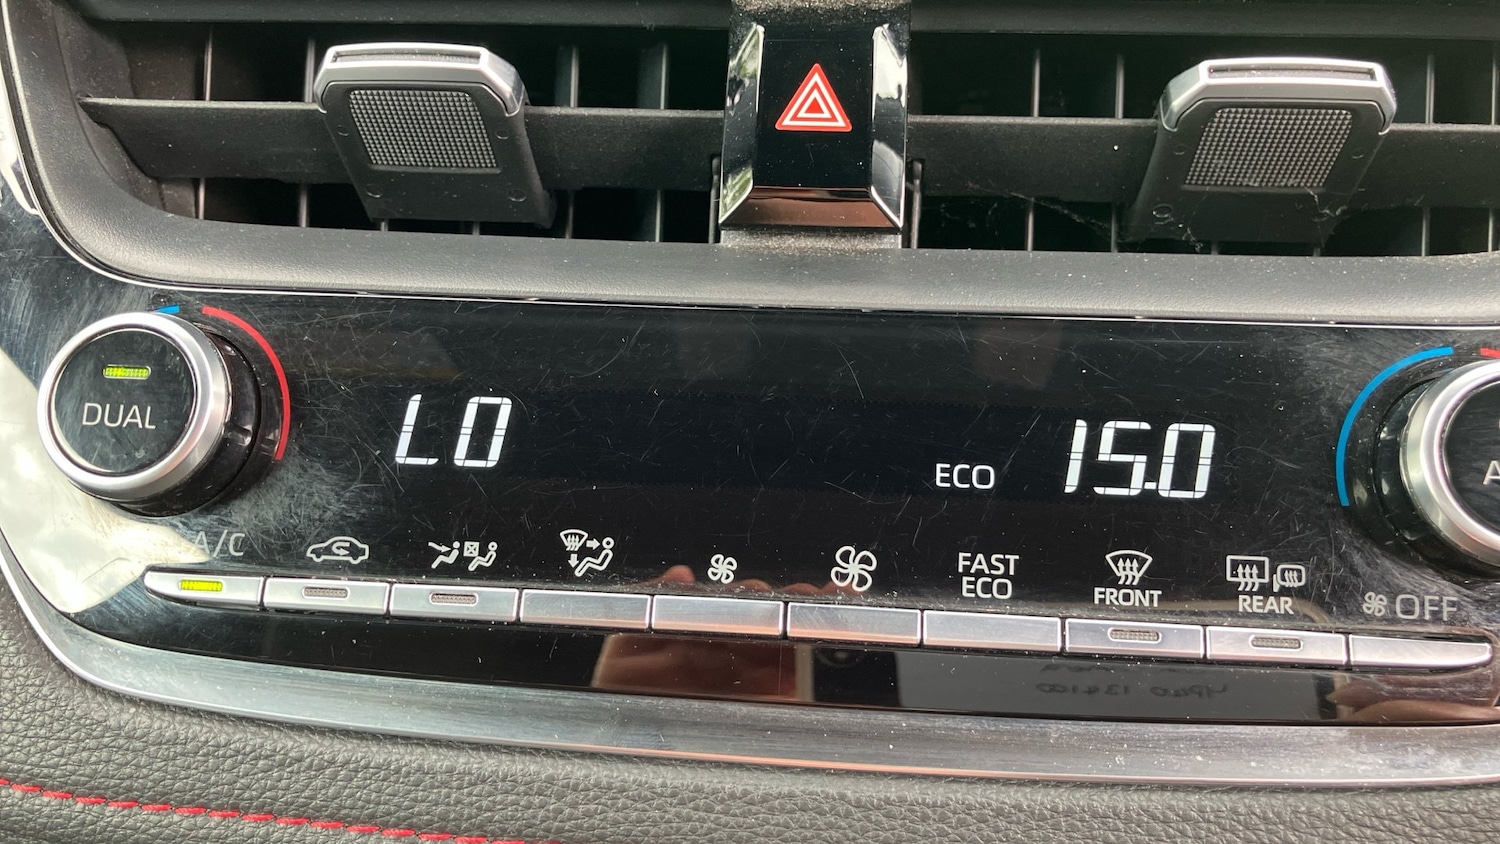 DUAL
LO
ECO
15.0
A
A/C
FAST
ECO
FRONT
REAR
OFF